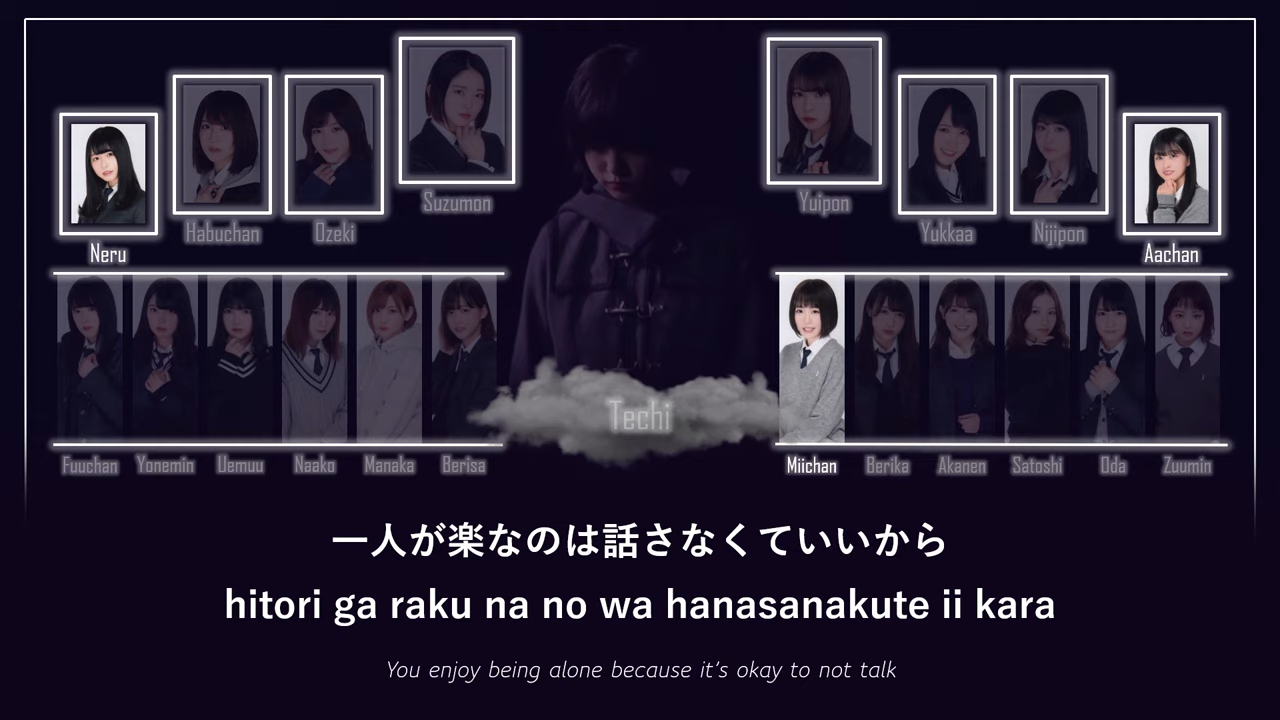 Suzumon
Yuipon
Habuchan
Ozeki
Yukkaa
Nijipon
Neru
Aachan
Techi
Fuuchan Yonemin Uemuu Naako Manaka Berisa
Miichan Berika Akanen Satoshi Oda Zuumin
一人が楽なのは話さなくていいから
hitori ga raku na no wa hanasanakute ii kara
You enjoy being alone because it's okay to not talk